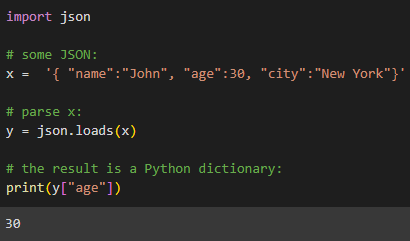 import json
# some JSON:
x =  '{ "name":"John", "age":30, "city":"New York"}'
# parse x:
y = json.loads(x)
# the result is a Python dictionary:
print(y["age"])
30